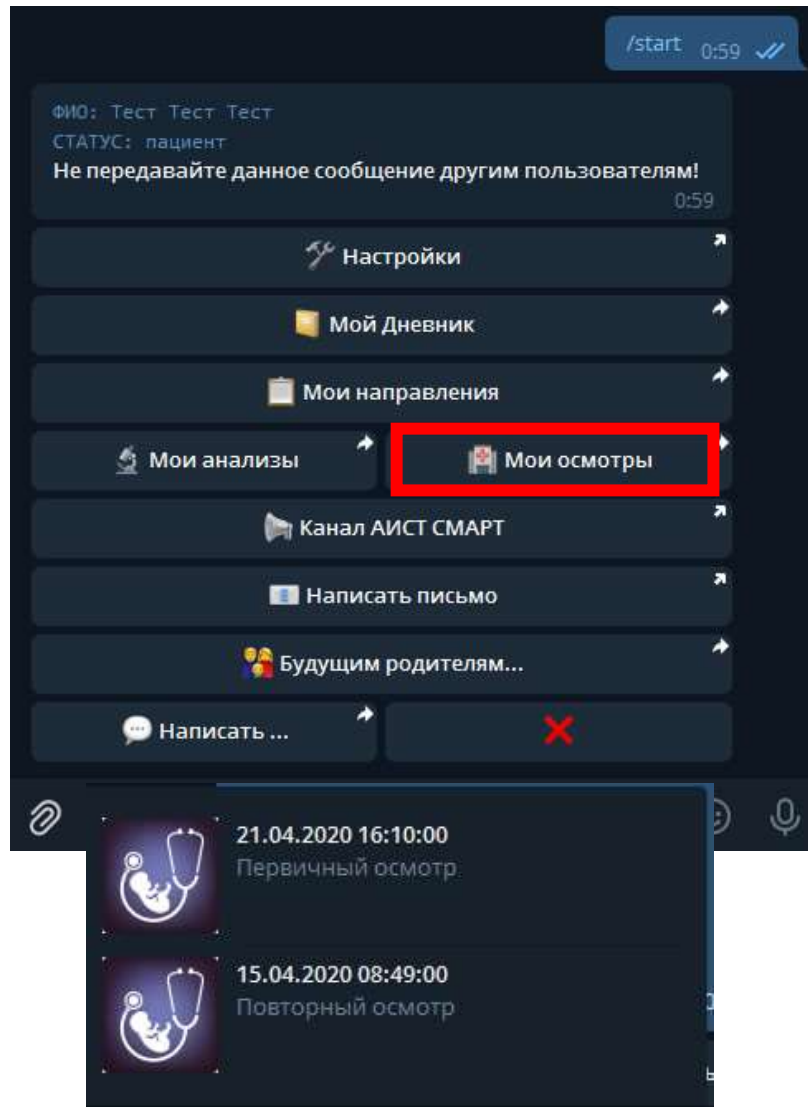 /start 0:59
ФИО: Тест Тест Тест
СТАТУС: пациент
Не передавайте данное сообщение другим пользователям!
0:59
Настройки
Мой Дневник
Мои направления
Мои анализы
Мои осмотры
Канал АИСТ СМАРТ
Написать письмо
Будущим родителям...
Написать ...
21.04.2020 16:10:00
Первичный осмотр
15.04.2020 08:49:00
Повторный осмотр